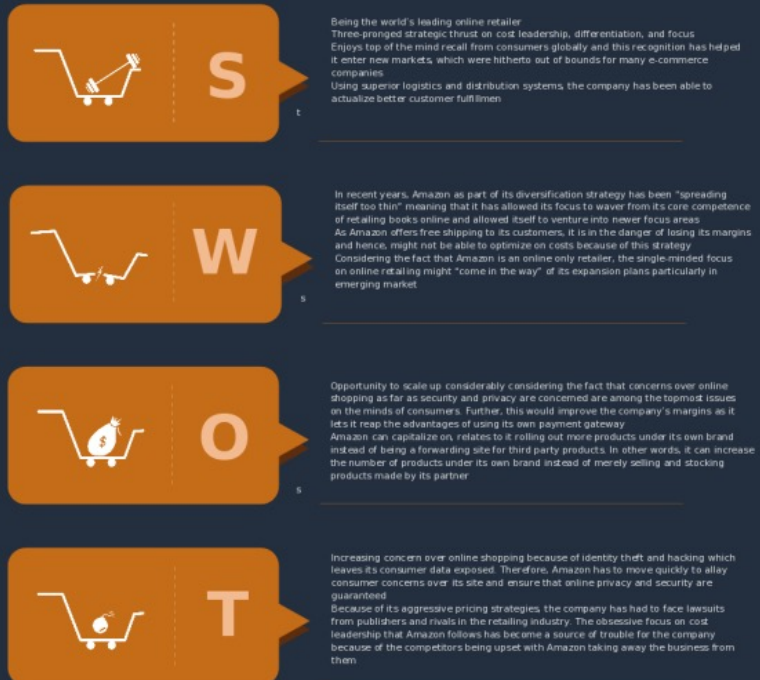 Being the world's leading online retailer
Three-pronged strategic thrust on cost leadership, differentiation, and focus
Enjoys top of the mind recall from consumers globally and this recognition has helped
it enter new markets, which were hitherto out of bounds for many e-commerce
companies
Using superior logistics and distribution systems, the company has been able to
actualize better customer fulfillmen
S
t
In recent years, Amazon as part of its diversification strategy has been "spreading
itself too thin" meaning that it has allowed its focus to waver from its core competence
of retailing books online and allowed itself to venture into newer focus areas
As Amazon offers free shipping to its customers, it is in the danger of losing its margins
and hence, might not be able to optimize on costs because of this strategy
Considering the fact that Amazon is an online only retailer, the single-minded focus
on online retailing might "come in the way" of its expansion plans particularly in
emerging market
W
s
Opportunity to scale up considerably considering the fact that concerns over online
shopping as far as security and privacy are concerned are among the topmost issues
on the minds of consumers. Further, this would improve the company's margins as it
lets it reap the advantages of using its own payment gateway
Amazon can capitalize on, relates to it rolling out more products under its own brand
instead of being a forwarding site for third party products. In other words, it can increase
the number of products under its own brand instead of merely selling and stocking
products made by its partner
$
O
s
Increasing concern over online shopping because of identity theft and hacking which
leaves its consumer data exposed. Therefore, Amazon has to move quickly to allay
consumer concerns over its site and ensure that online privacy and security are
guaranteed
Because of its aggressive pricing strategies, the company has had to face lawsuits
from publishers and rivals in the retailing industry. The obsessive focus on cost
leadership that Amazon follows has become a source of trouble for the company
because of the competitors being upset with Amazon taking away the business from
them
T